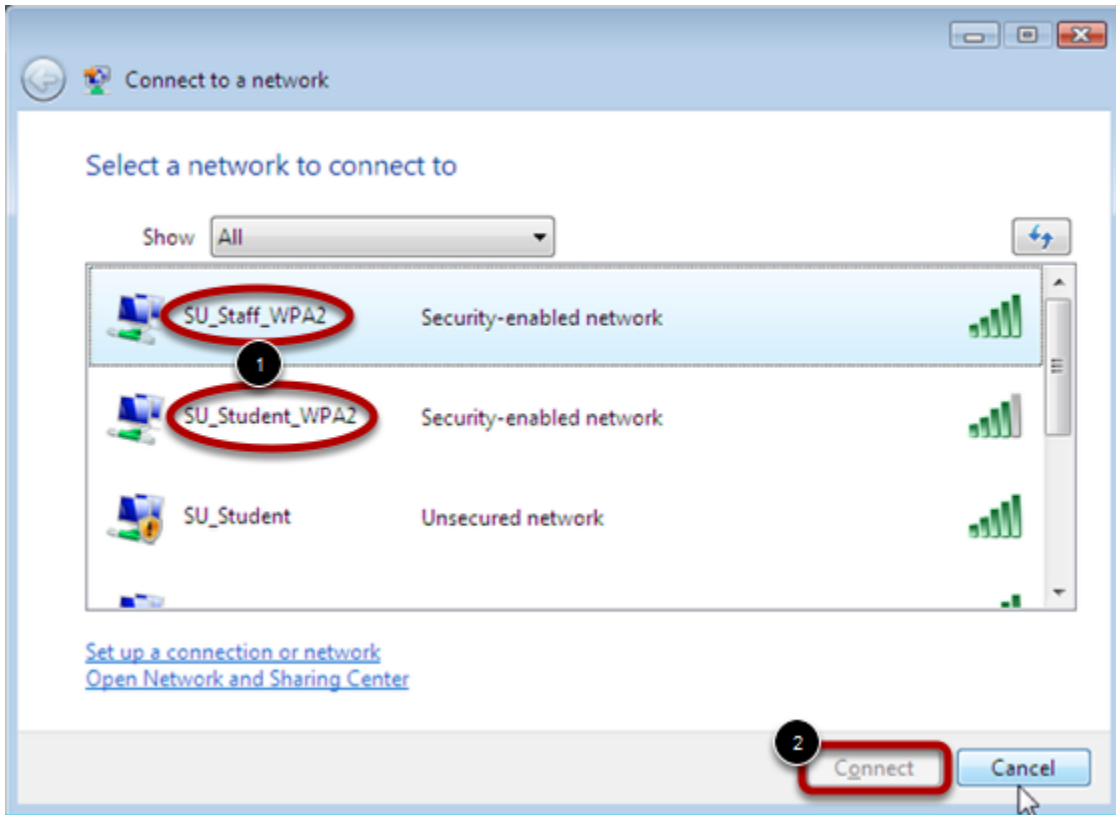 Connect to a network
Select a network to connect to
Show All
SU_Staff_WPA2 Security-enabled network
1
SU_Student_WPA2 Security-enabled network
SU_Student Unsecured network
Set up a connection or network
Open Network and Sharing Center
2
Connect Cancel